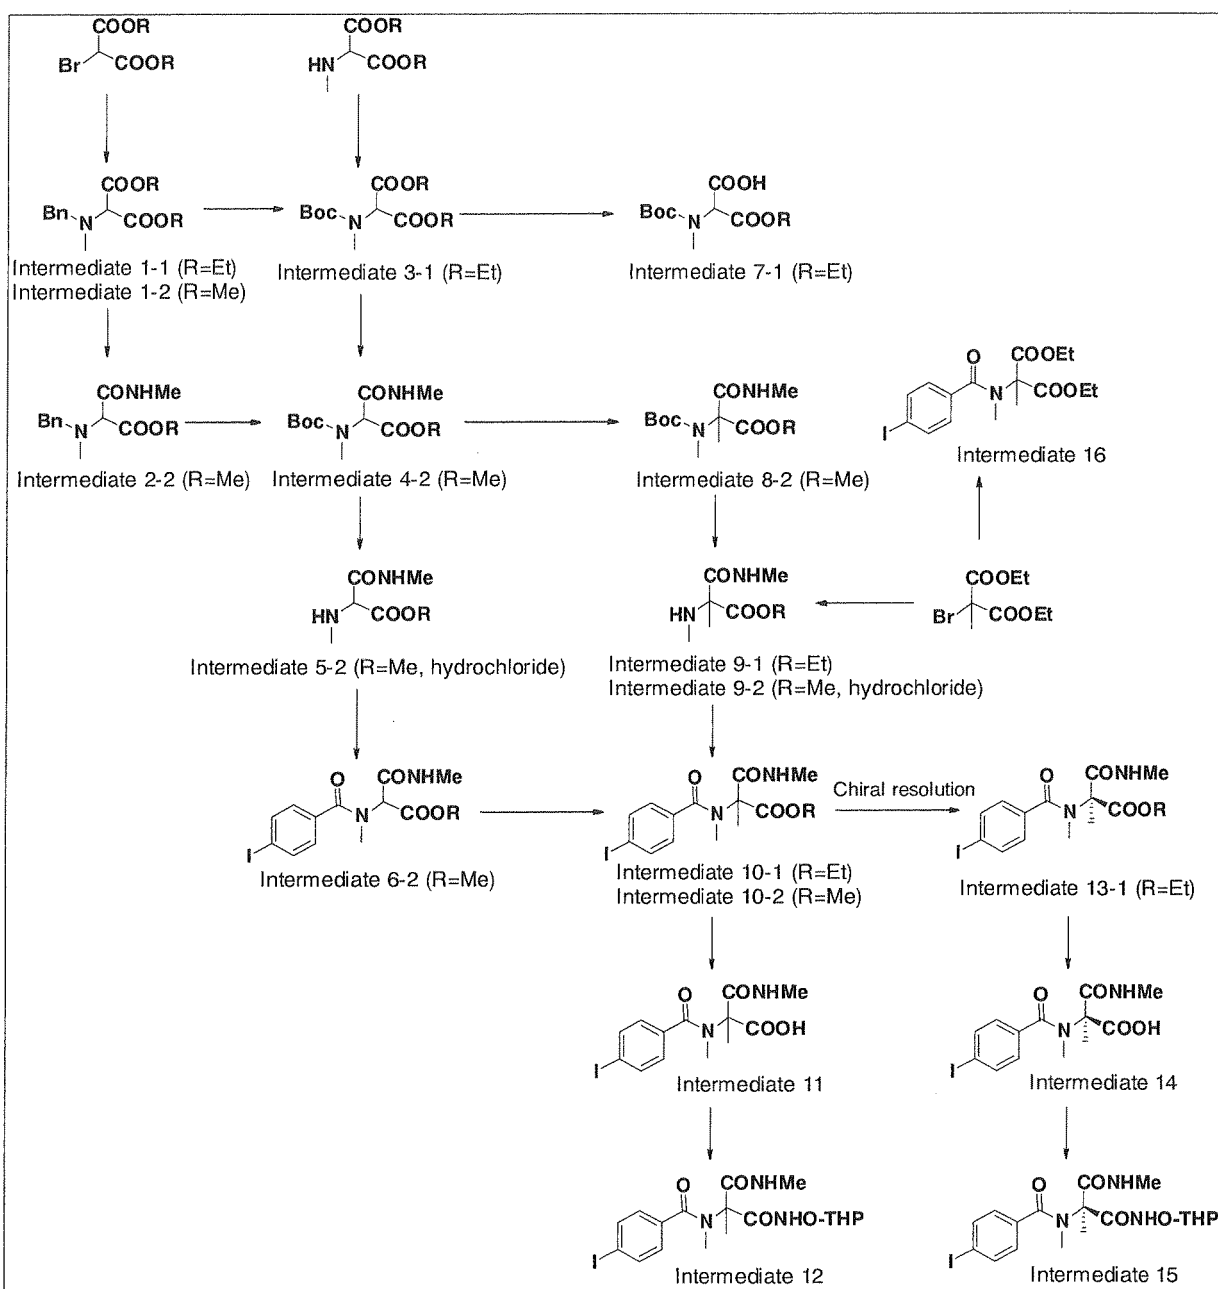 COOR
COOR
Br
COOR
HN
COOR
COOR
Bn
N
COOR
COOR
Boc
N
COOR
COOH
Boc
N
COOR
Intermediate 1-1 (R=Et)
Intermediate 1-2 (R=Me)
Intermediate 3-1 (R=Et)
Intermediate 7-1 (R=Et)
O
COOEt
N
COOEt
I
Intermediate 16
CONHMe
Bn
N
COOR
CONHMe
Boc
N
COOR
CONHMe
Boc
N
COOR
Intermediate 2-2 (R=Me)
Intermediate 4-2 (R=Me)
Intermediate 8-2 (R=Me)
CONHMe
HN
COOR
CONHMe
HN
COOR
COOEt
Br
COOEt
Intermediate 5-2 (R=Me, hydrochloride)
Intermediate 9-1 (R=Et)
Intermediate 9-2 (R=Me, hydrochloride)
O
CONHMe
N
COOR
I
O
CONHMe
N
COOR
I
Chiral resolution
O
CONHMe
N
COOR
I
Intermediate 6-2 (R=Me)
Intermediate 10-1 (R=Et)
Intermediate 10-2 (R=Me)
Intermediate 13-1 (R=Et)
O
CONHMe
N
COOH
I
O
CONHMe
N
COOH
I
Intermediate 11
Intermediate 14
O
CONHMe
N
CONHO-THP
I
O
CONHMe
N
CONHO-THP
I
Intermediate 12
Intermediate 15